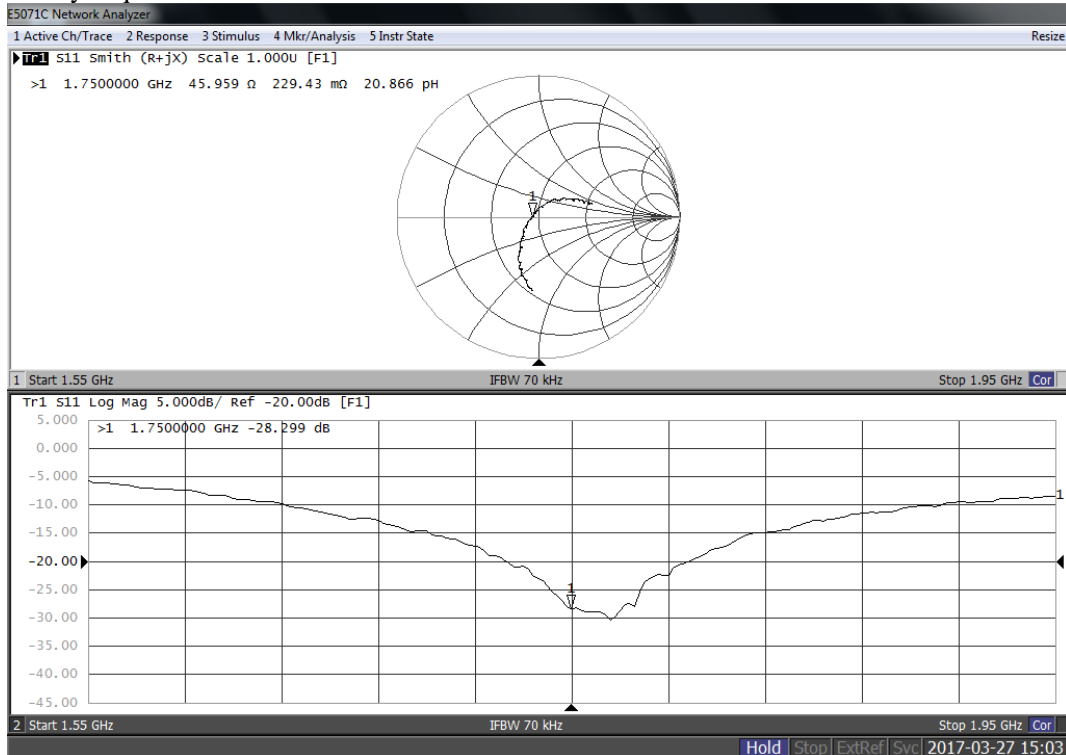 E5071C Network Analyzer
1 Active Ch/Trace 2 Response 3 Stimulus 4 Mkr/Analysis 5 Instr State Resize
Tr1 S11 Smith (R+jX) Scale 1.000U [F1]
>1 1.7500000 GHz 45.959 Ω 229.43 mΩ 20.866 pH
1
1 Start 1.55 GHz IFBW 70 kHz Stop 1.95 GHz Cor
Tr1 S11 Log Mag 5.000dB/ Ref -20.00dB [F1]
5.000
>1 1.7500000 GHz -28.299 dB
0.000
-5.000
1
-10.00
-15.00
-20.00
-25.00
1
-30.00
-35.00
-40.00
-45.00
2 Start 1.55 GHz IFBW 70 kHz Stop 1.95 GHz Cor
Hold Stop ExtRef Svc 2017-03-27 15:03